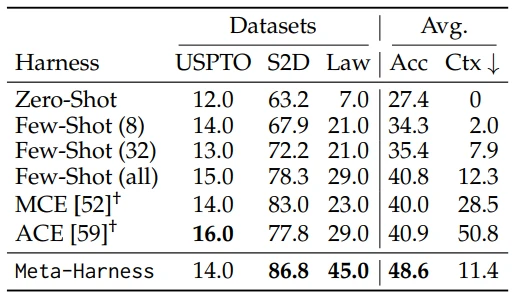 Datasets Avg.
Harness USPTO S2D Law Acc Ctx ↓
Zero-Shot 12.0 63.2 7.0 27.4 0
Few-Shot (8) 14.0 67.9 21.0 34.3 2.0
Few-Shot (32) 13.0 72.2 21.0 35.4 7.9
Few-Shot (all) 15.0 78.3 29.0 40.8 12.3
MCE [52]† 14.0 83.0 23.0 40.0 28.5
ACE [59]† 16.0 77.8 29.0 40.9 50.8
Meta-Harness 14.0 86.8 45.0 48.6 11.4